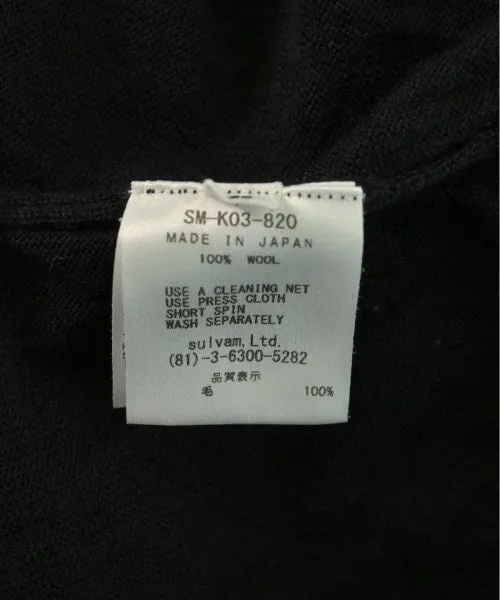 SM-K03-820
MADE IN JAPAN
100% WOOL
USE A CLEANING NET
USE PRESS CLOTH
SHORT SPIN
WASH SEPARATELY
sulvam,Ltd.
(81)-3-6300-5282
品質表示
毛 100%